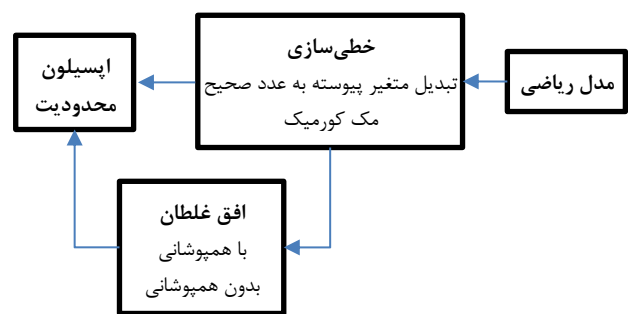 مدل ریاضی
خطی‌سازی
تبدیل متغیر پیوسته به عدد صحیح
مک کورمیک
اپسیلون
محدودیت
افق غلطان
با همپوشانی
بدون همپوشانی